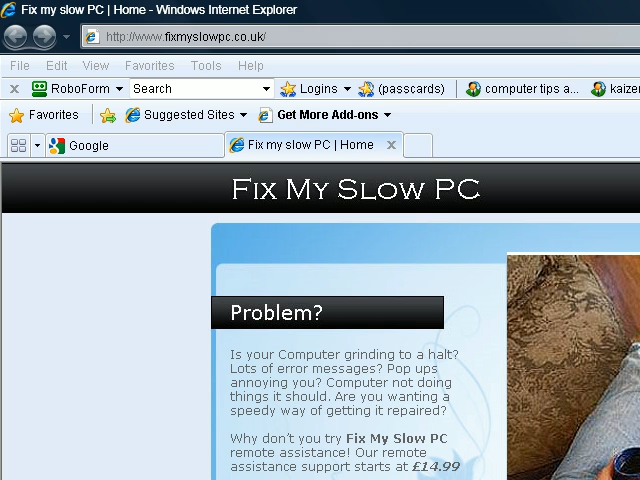 Fix my slow PC | Home - Windows Internet Explorer
http://www.fixmyslowpc.co.uk/
File Edit View Favorites Tools Help
x RoboForm Search Logins (passcards) computer tips a... kaizen
Favorites Suggested Sites Get More Add-ons
Google Fix my slow PC | Home x
Fix My Slow PC
Problem?
Is your Computer grinding to a halt?
Lots of error messages? Pop ups
annoying you? Computer not doing
things it should. Are you wanting a
speedy way of getting it repaired?
Why don't you try Fix My Slow PC
remote assistance! Our remote
assistance support starts at £14.99